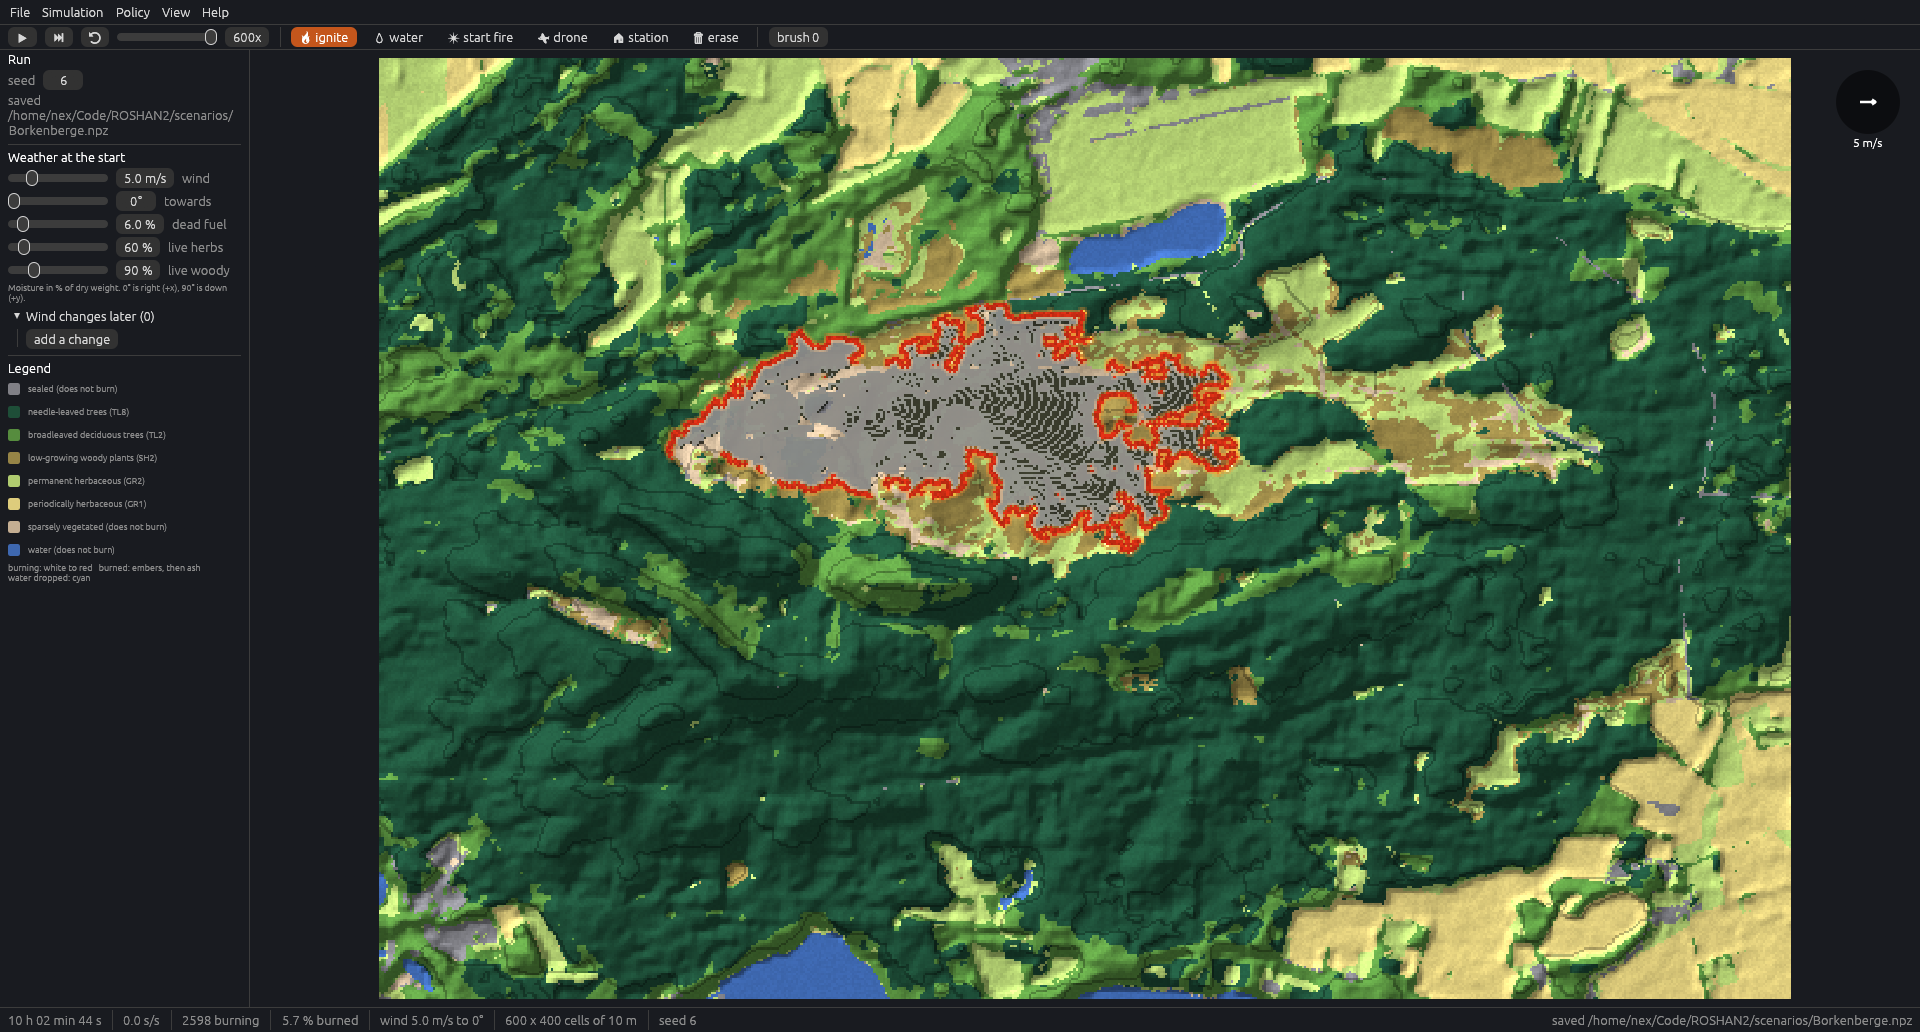 File Simulation Policy View Help
600x ignite water start fire drone station erase brush 0
Run
seed 6
saved
/home/nex/Code/ROSHAN2/scenarios/
Borkenberge.npz
Weather at the start
5.0 m/s wind
0° towards
6.0 % dead fuel
60 % live herbs
90 % live woody
Moisture in % of dry weight. 0° is right (+x), 90° is down
(+y).
Wind changes later (0)
add a change
Legend
sealed (does not burn)
needle-leaved trees (TL8)
broadleaved deciduous trees (TL2)
low-growing woody plants (SH2)
permanent herbaceous (GR2)
periodically herbaceous (GR1)
sparsely vegetated (does not burn)
water (does not burn)
burning: white to red burned: embers, then ash
water dropped: cyan
5 m/s
10 h 02 min 44 s 0.0 s/s 2598 burning 5.7 % burned wind 5.0 m/s to 0° 600 x 400 cells of 10 m seed 6 saved /home/nex/Code/ROSHAN2/scenarios/Borkenberge.npz